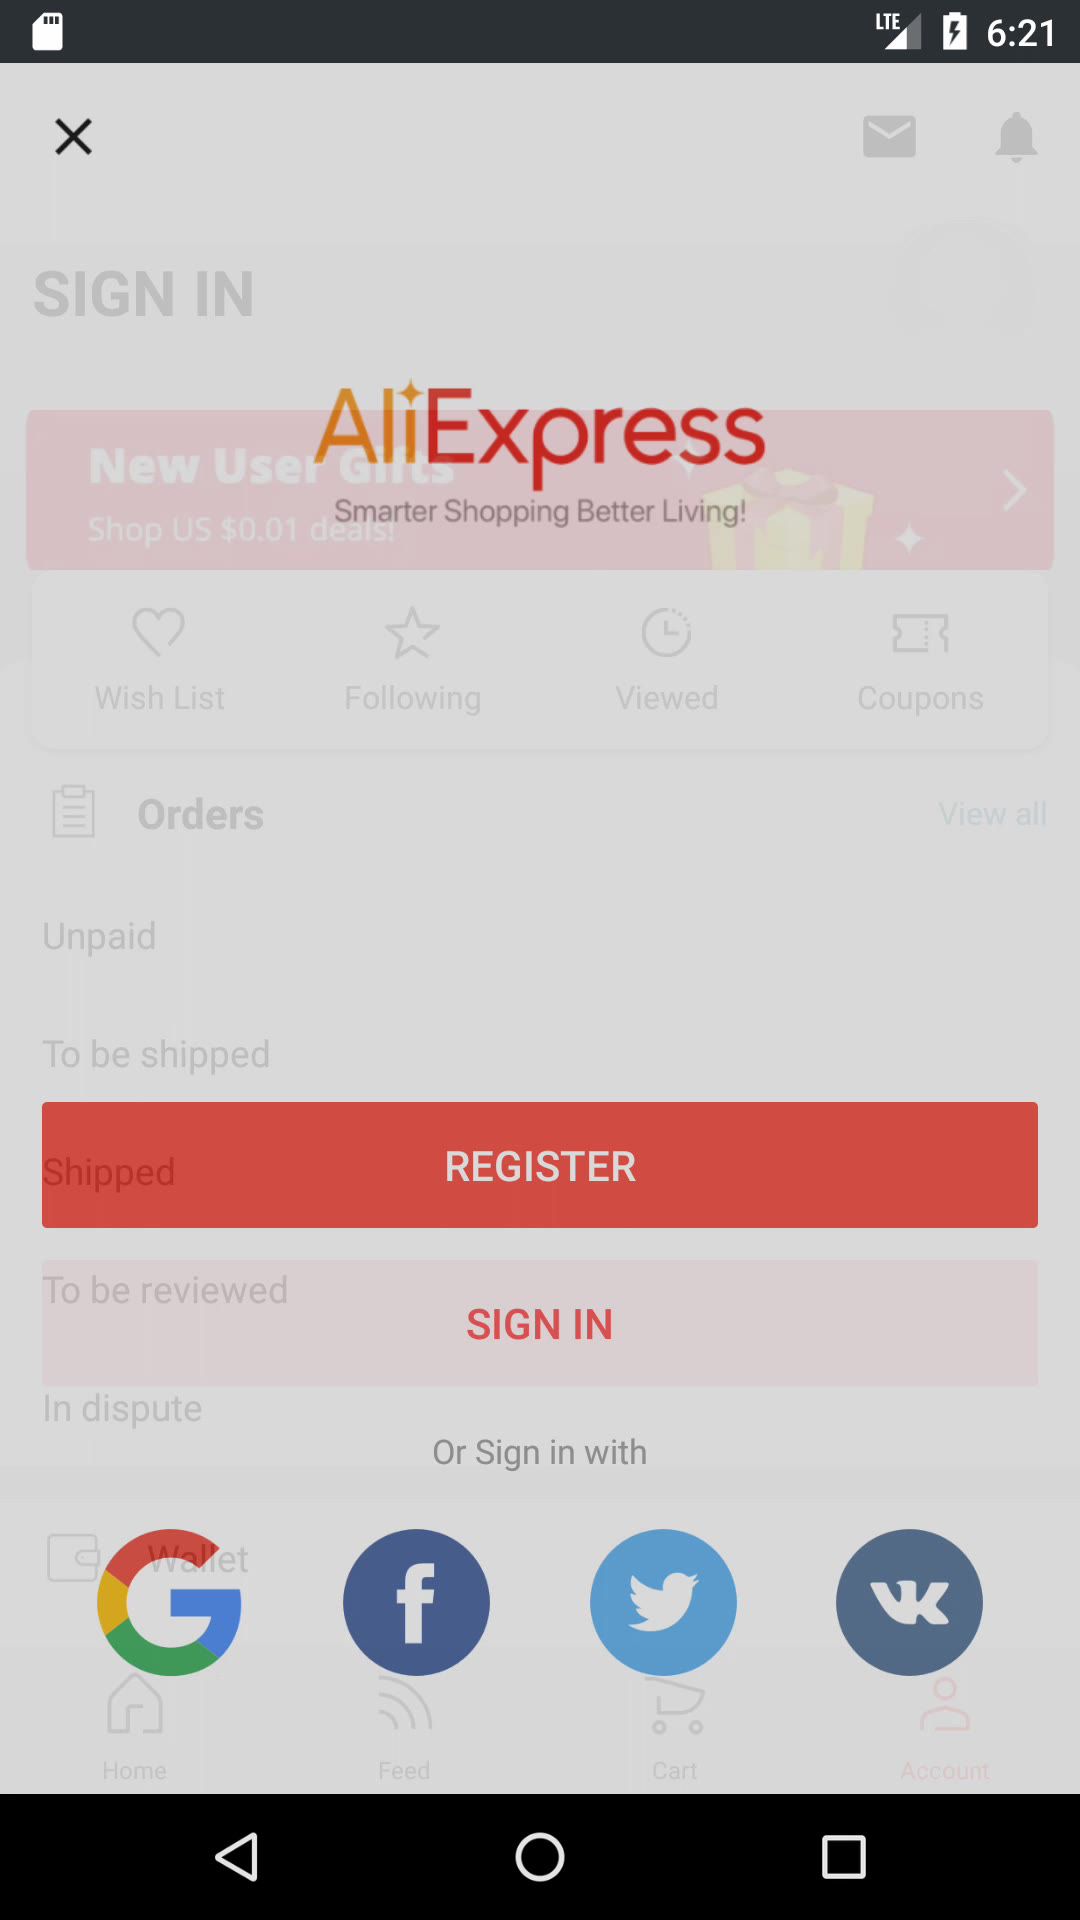 LTE 6:21
SIGN IN
AliExpress
New User Gifts
Smarter Shopping Better Living!
Shop US $0.01 deals!
Wish List Following Viewed Coupons
Orders View all
Unpaid
To be shipped
REGISTER
Shipped
To be reviewed
SIGN IN
In dispute
Or Sign in with
Wallet
Home Feed Cart Account